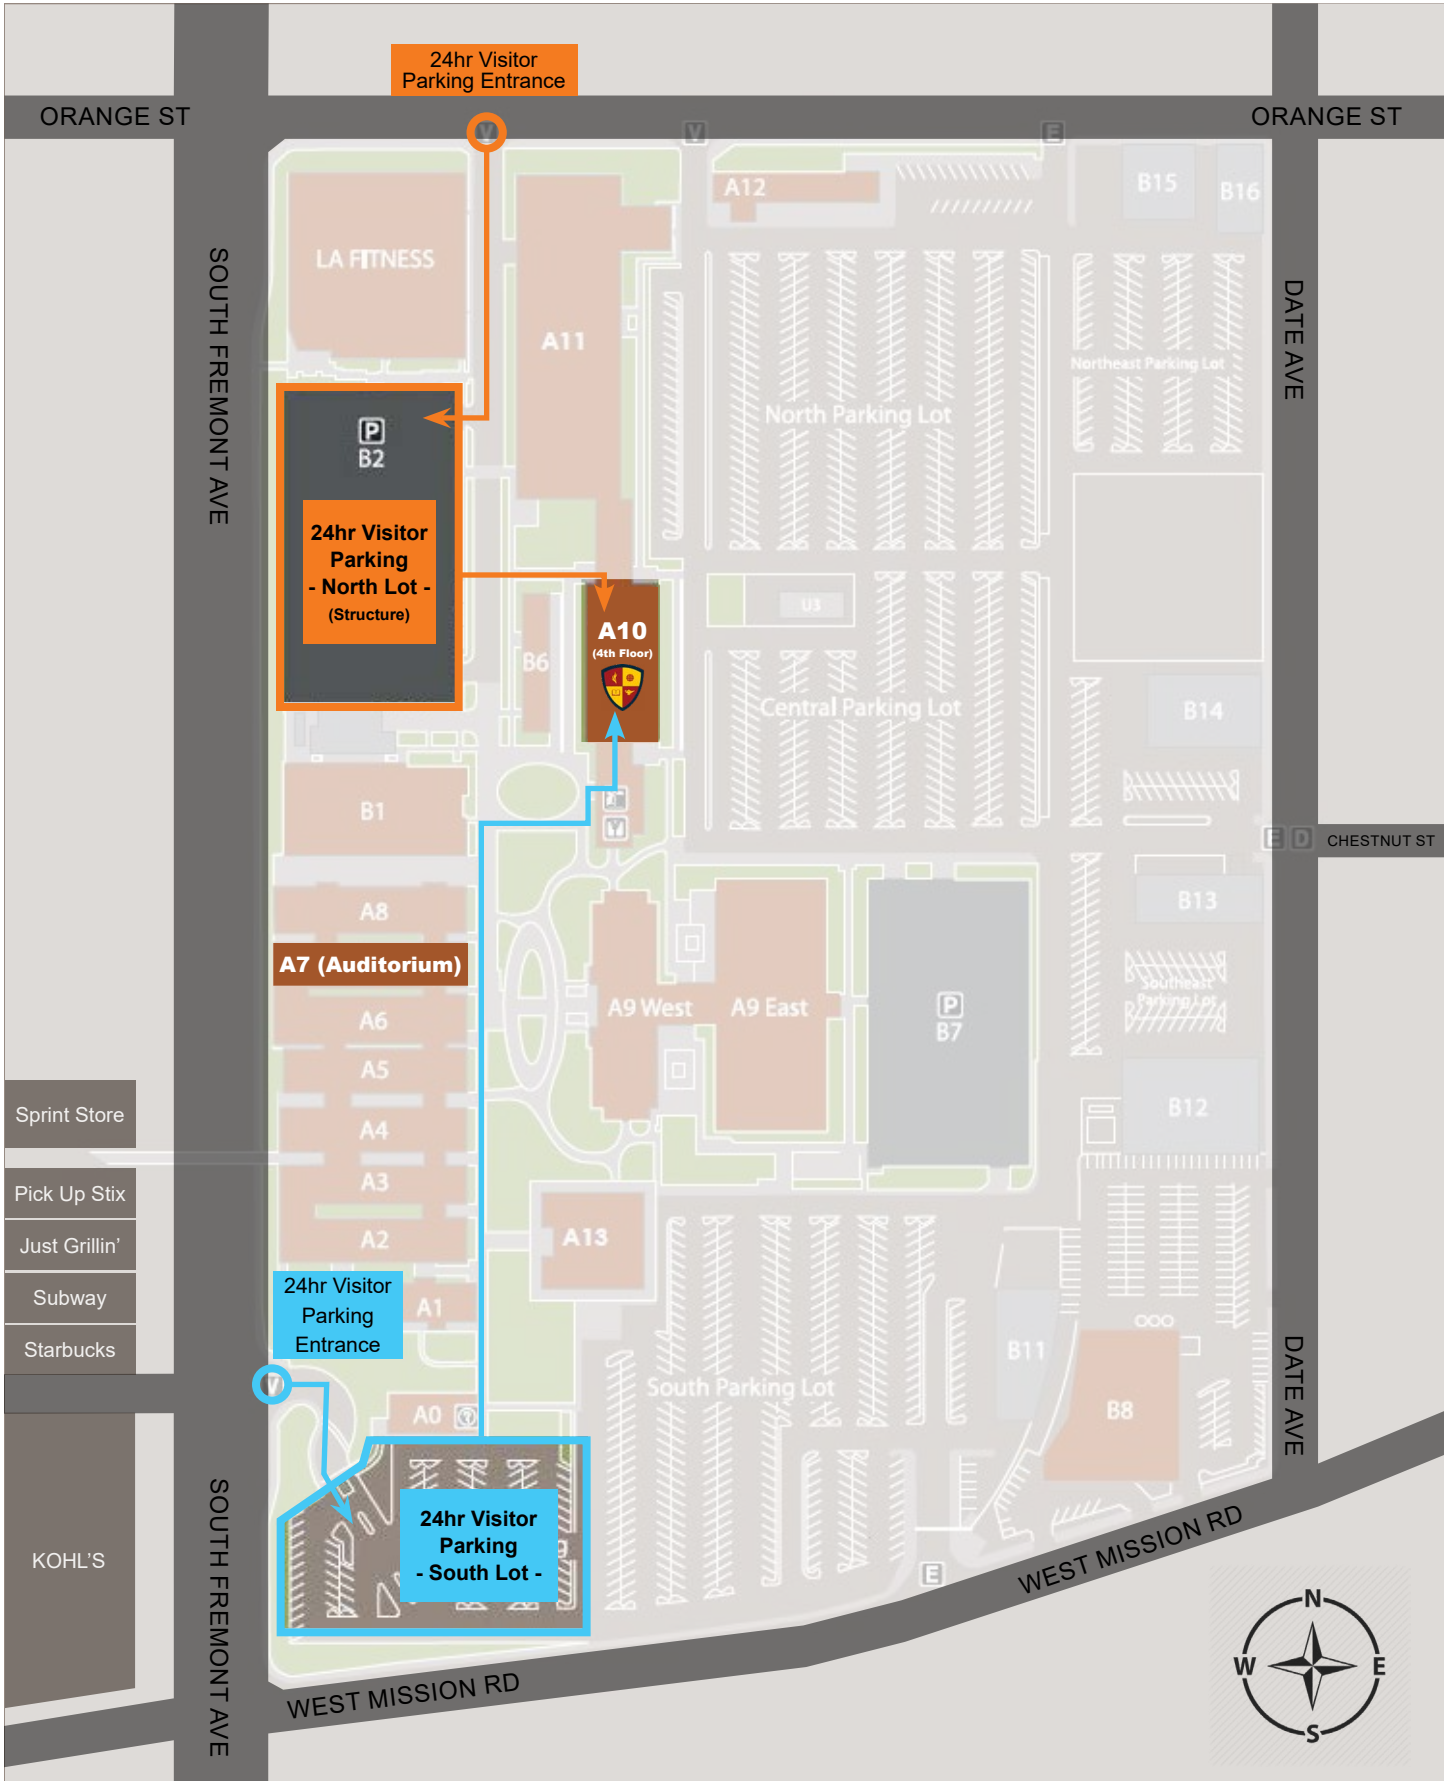 24hr Visitor
Parking Entrance
ORANGE ST
ORANGE ST
V
V
E
A12
B15
B16
LA FITNESS
SOUTH FREMONT AVE
A11
DATE AVE
Northeast Parking Lot
North Parking Lot
P
B2
24hr Visitor
Parking
- North Lot -
(Structure)
A10
(4th Floor)
U3
B6
Central Parking Lot
B14
B1
E D
CHESTNUT ST
A8
B13
A7 (Auditorium)
Southeast
Parking Lot
A6
A9 West
A9 East
P
B7
A5
Sprint Store
A4
B12
Pick Up Stix
A3
Just Grillin’
A2
A13
Subway
24hr Visitor
Parking
Entrance
A1
Starbucks
B11
V
South Parking Lot
DATE AVE
A0
B8
24hr Visitor
Parking
- South Lot -
KOHL'S
SOUTH FREMONT AVE
E
WEST MISSION RD
WEST MISSION RD
N
W
E
S